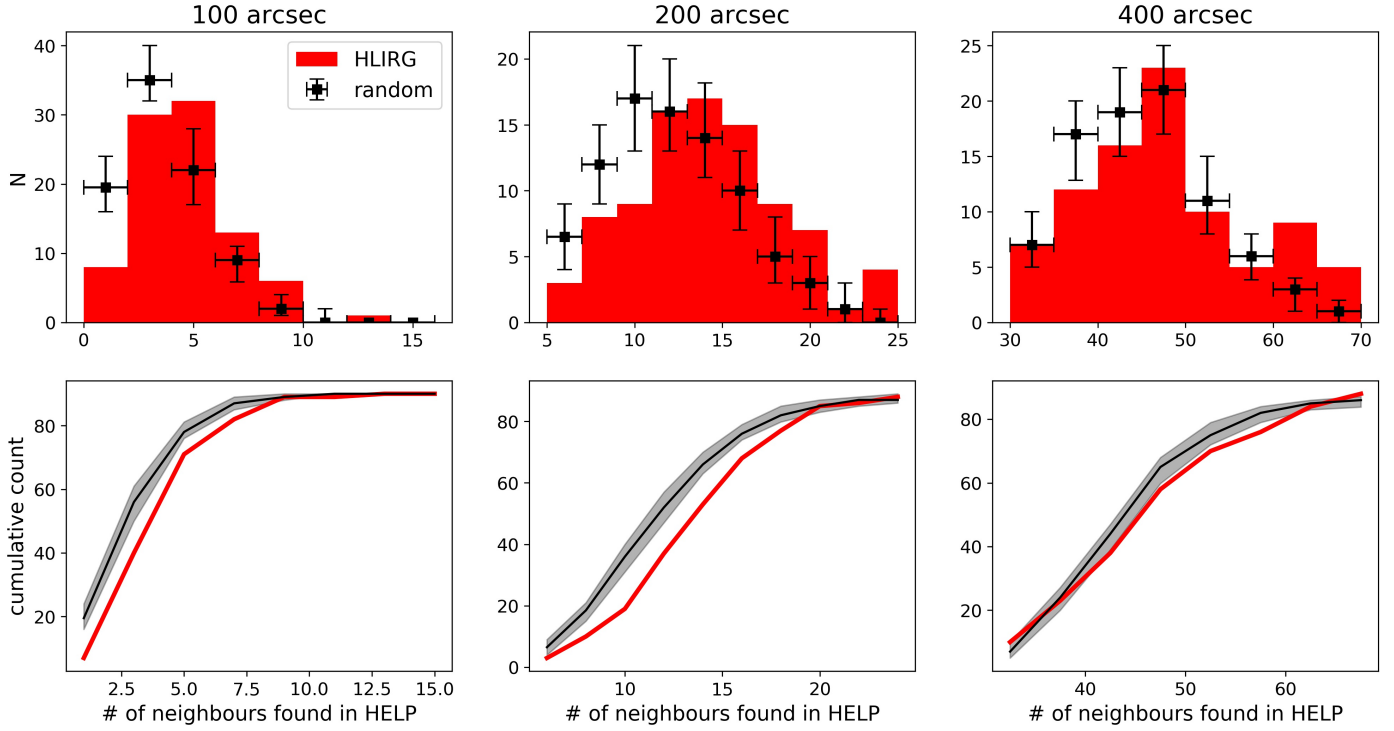 100 arcsec
200 arcsec
400 arcsec
HLIRG
random
N
40
30
20
10
0
0 5 10 15
20
15
10
5
0
5 10 15 20 25
25
20
15
10
5
0
30 40 50 60 70
cumulative count
80
60
40
20
2.5 5.0 7.5 10.0 12.5 15.0
# of neighbours found in HELP
80
60
40
20
0
10 15 20
# of neighbours found in HELP
80
60
40
20
40 50 60
# of neighbours found in HELP